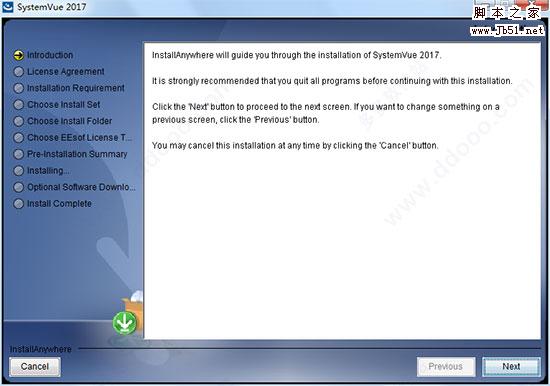 SystemVue 2017
脚本之家
www.Jb51.net
Introduction
License Agreement
Installation Requirement
Choose Install Set
Choose Install Folder
Choose EEsof License T...
Pre-Installation Summary
Installing...
Optional Software Downlo...
Install Complete
InstallAnywhere will guide you through the installation of SystemVue 2017.
It is strongly recommended that you quit all programs before continuing with this installation.
Click the 'Next' button to proceed to the next screen. If you want to change something on a
previous screen, click the 'Previous' button.
You may cancel this installation at any time by clicking the 'Cancel' button.
www.ddooo.com
InstallAnywhere
Cancel
Previous
Next